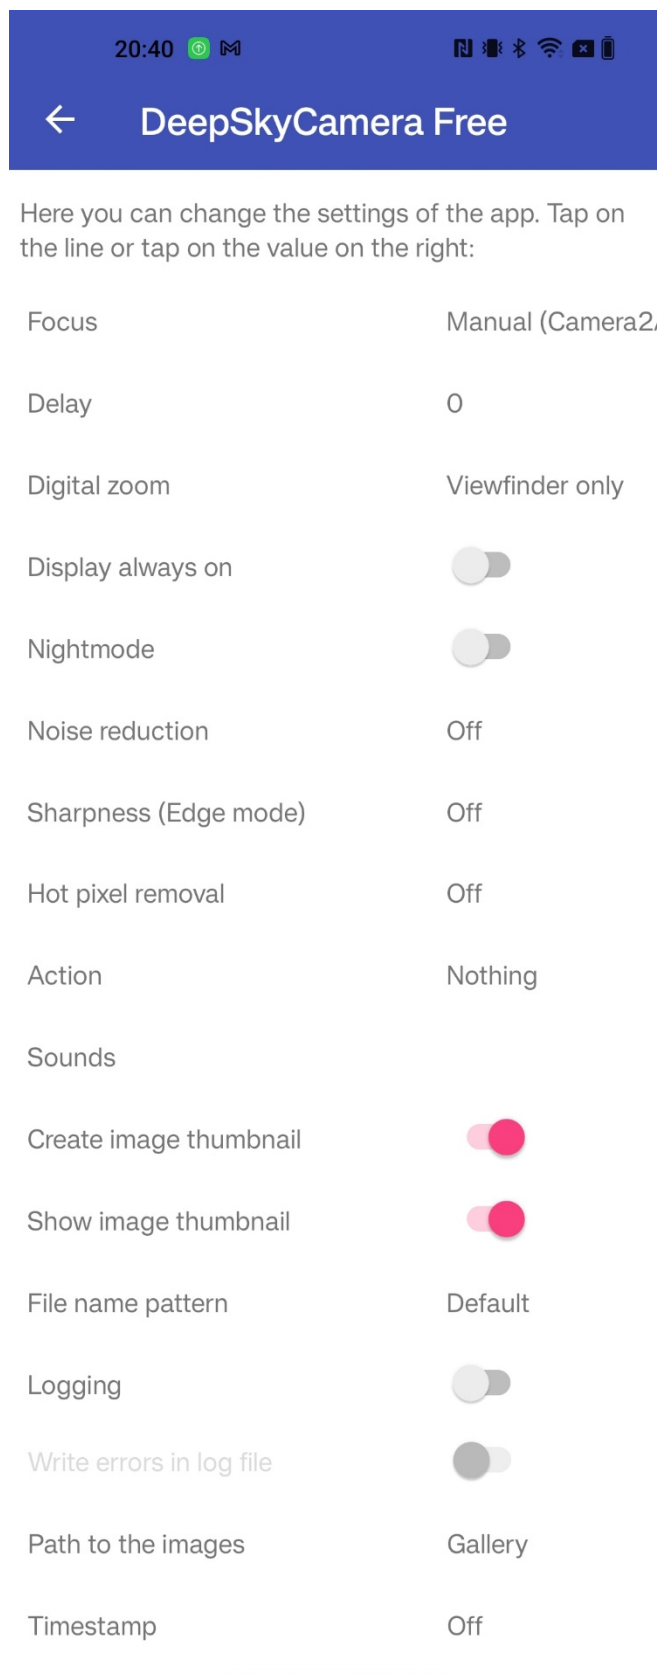 20:40
DeepSkyCamera Free
Here you can change the settings of the app. Tap on
the line or tap on the value on the right:
Focus Manual (Camera2/
Delay 0
Digital zoom Viewfinder only
Display always on
Nightmode
Noise reduction Off
Sharpness (Edge mode) Off
Hot pixel removal Off
Action Nothing
Sounds
Create image thumbnail
Show image thumbnail
File name pattern Default
Logging
Write errors in log file
Path to the images Gallery
Timestamp Off